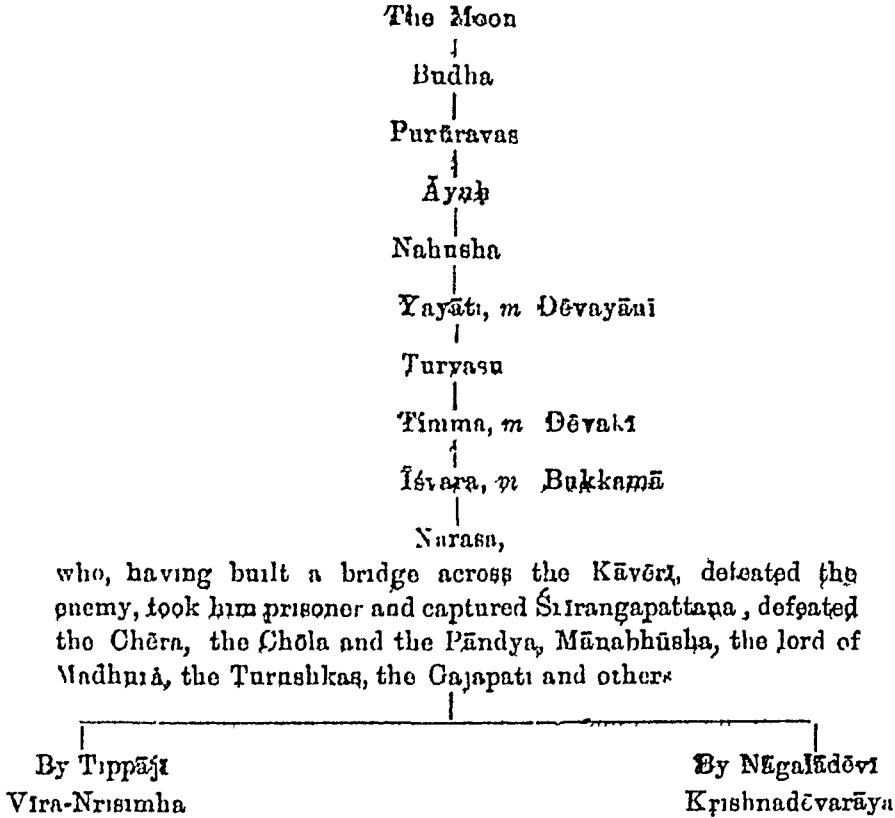 The Moon
Budha
Purūravas
Āyuḥ
Nahusha
Yayāti, m Dēvayānī
Turvasu
Timma, m Dēvakī
Īśvara, m Bukkamā
Narasa,
who, having built a bridge across the Kāvērī, defeated the
enemy, took him prisoner and captured Śrīrangapattaṇa, defeated
the Chēra, the Chōla and the Pāndya, Mānabhūsha, the lord of
Madhurā, the Turushkas, the Gajapati and others
By Tippājī
By Nāgalādēvī
Vīra-Nrisimha
Kṛishnadēvarāya